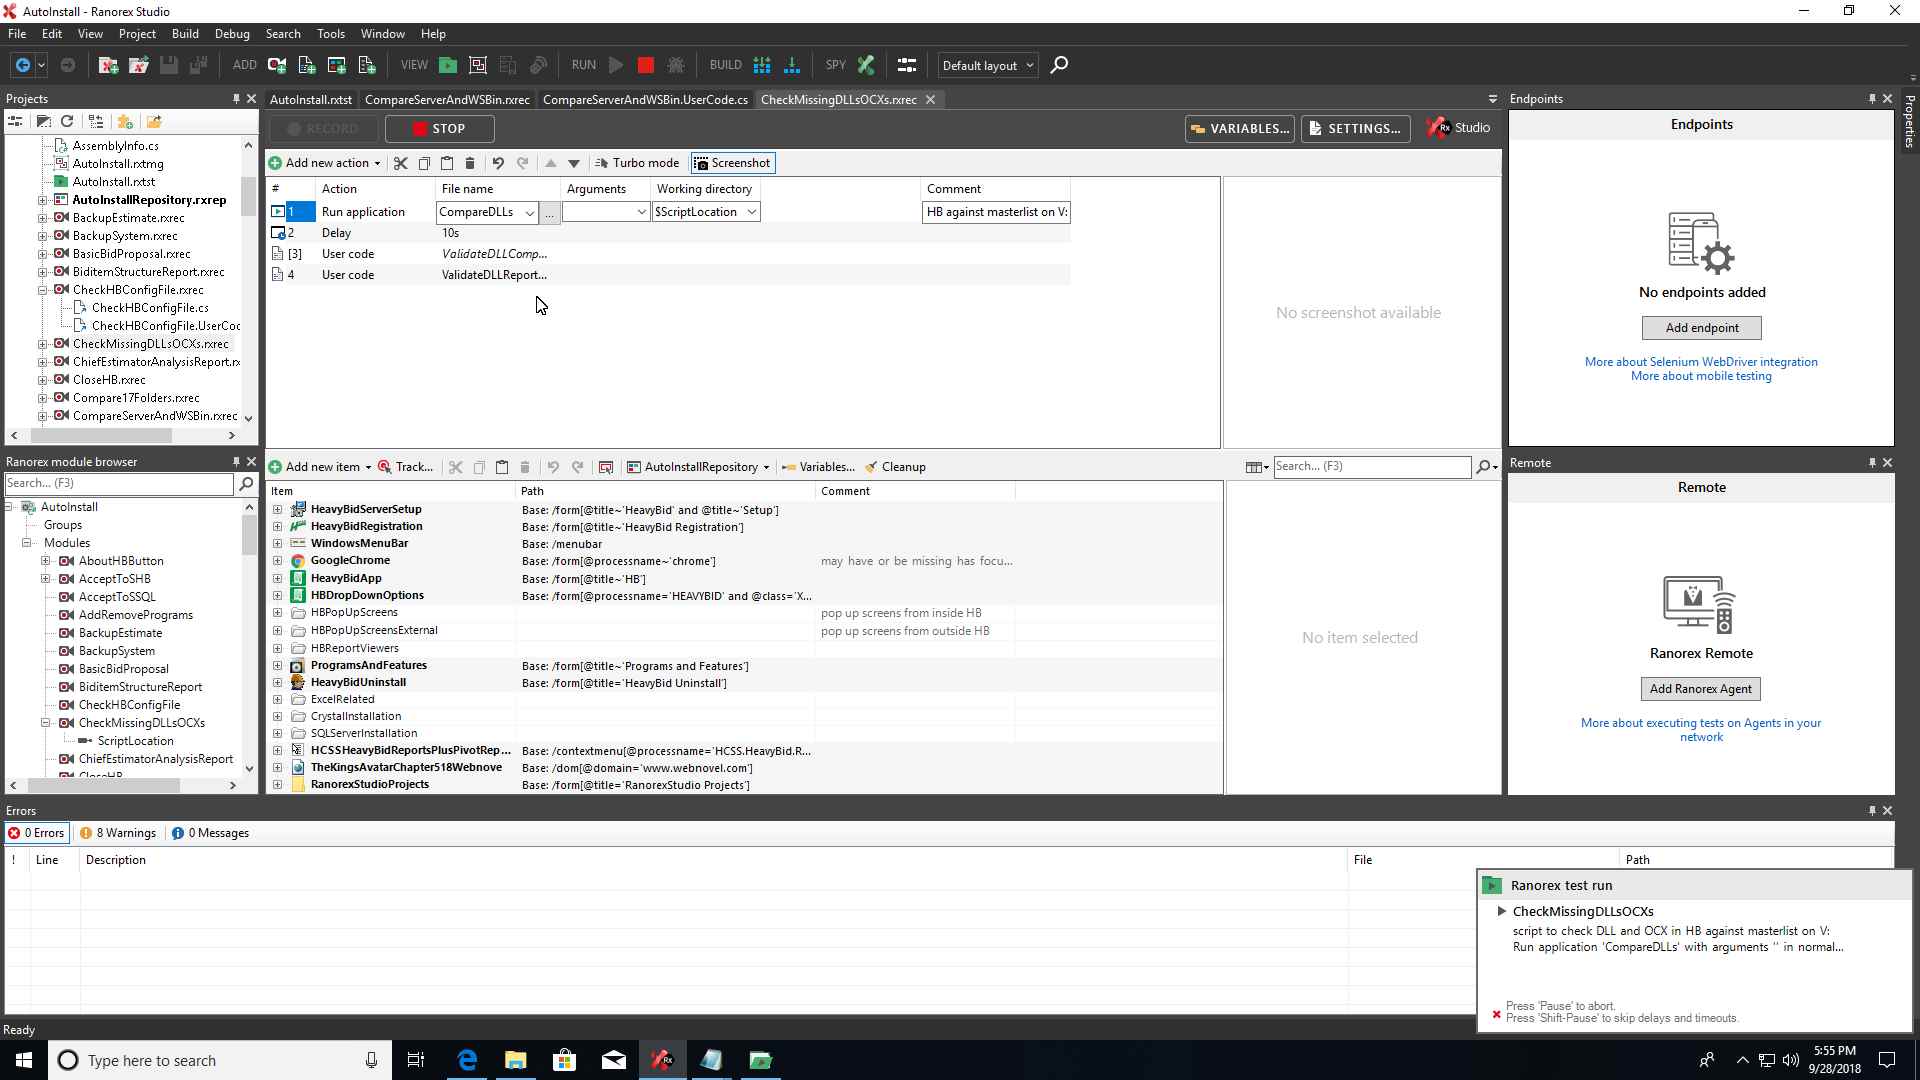 AutoInstall - Ranorex Studio
File Edit View Project Build Debug Search Tools Window Help
ADD VIEW RUN BUILD SPY Default layout
Projects
AssemblyInfo.cs
AutoInstall.rxtmg
AutoInstall.rxtst
AutoInstallRepository.rxrep
BackupEstimate.rxrec
BackupSystem.rxrec
BasicBidProposal.rxrec
BiditemStructureReport.rxrec
CheckHBConfigFile.rxrec
CheckHBConfigFile.cs
CheckHBConfigFile.UserCoc
CheckMissingDLLsOCXs.rxrec
ChiefEstimatorAnalysisReport.rx
CloseHB.rxrec
Compare17Folders.rxrec
CompareServerAndWSBin.rxrec
Ranorex module browser
Search... (F3)
AutoInstall
Groups
Modules
AboutHBButton
AcceptToSHB
AcceptToSSQL
AddRemovePrograms
BackupEstimate
BackupSystem
BasicBidProposal
BiditemStructureReport
CheckHBConfigFile
CheckMissingDLLsOCXs
ScriptLocation
ChiefEstimatorAnalysisReport
CloseHB
AutoInstall.rxtst CompareServerAndWSBin.rxrec CompareServerAndWSBin.UserCode.cs CheckMissingDLLsOCXs.rxrec
RECORD STOP VARIABLES... SETTINGS... Rx Studio
Add new action Turbo mode Screenshot
# Action File name Arguments Working directory Comment
1 Run application CompareDLLs ... $ScriptLocation HB against masterlist on V:
2 Delay 10s
[3] User code ValidateDLLComp...
4 User code ValidateDLLReport...
No screenshot available
Add new item Track... AutoInstallRepository Variables... Cleanup Search... (F3)
Item Path Comment
HeavyBidServerSetup Base: /form[@title~'HeavyBid' and @title~'Setup']
HeavyBidRegistration Base: /form[@title~'HeavyBid Registration']
WindowsMenuBar Base: /menubar
GoogleChrome Base: /form[@processname~'chrome'] may have or be missing has focu...
HeavyBidApp Base: /form[@title~'HB']
HBDropDownOptions Base: /form[@processname='HEAVYBID' and @class='X...
HBPopUpScreens pop up screens from inside HB
HBPopUpScreensExternal pop up screens from outside HB
HBReportViewers
ProgramsAndFeatures Base: /form[@title~'Programs and Features']
HeavyBidUninstall Base: /form[@title='HeavyBid Uninstall']
ExcelRelated
CrystalInstallation
SQLServerInstallation
HCSSHeavyBidReportsPlusPivotRep... Base: /contextmenu[@processname='HCSS.HeavyBid.R...
TheKingsAvatarChapter518Webnove Base: /dom[@domain='www.webnovel.com']
RanorexStudioProjects Base: /form[@title='RanorexStudio Projects']
No item selected
Endpoints
Endpoints
No endpoints added
Add endpoint
More about Selenium WebDriver integration
More about mobile testing
Properties
Remote
Remote
Ranorex Remote
Add Ranorex Agent
More about executing tests on Agents in your
network
Errors
0 Errors 8 Warnings 0 Messages
! Line Description File Path
Ranorex test run
CheckMissingDLLsOCXs
script to check DLL and OCX in HB against masterlist on V:
Run application 'CompareDLLs' with arguments '' in normal...
Press 'Pause' to abort.
Press 'Shift-Pause' to skip delays and timeouts.
Ready
Type here to search
5:55 PM
9/28/2018